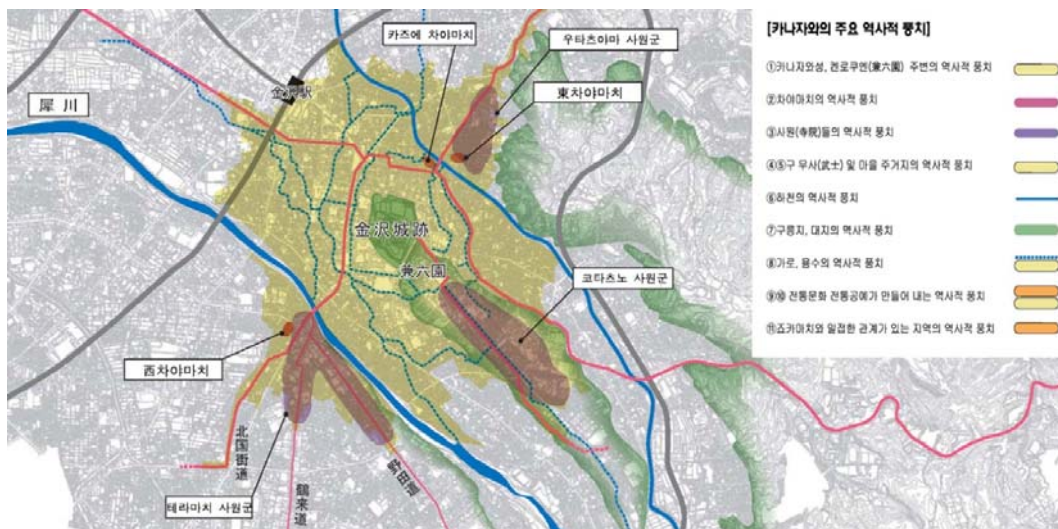 카즈에 차야마치
우타츠야마 사원군
東차야마치
金沢駅
犀川
金沢城跡
兼六園
코타츠노 사원군
西차야마치
北国街道
鶴来道
野田道
테라마치 사원군
[카나자와의 주요 역사적 풍치]
①카나자와성, 켄로쿠엔(兼六園) 주변의 역사적 풍치
②차야마치의 역사적 풍치
③사원(寺院)들의 역사적 풍치
④⑤구 무사(武士) 및 마을 주거지의 역사적 풍치
⑥하천의 역사적 풍치
⑦구릉지, 대지의 역사적 풍치
⑧가로, 용수의 역사적 풍치
⑨⑩ 전통문화 전통공예가 만들어 내는 역사적 풍치
⑪죠카마치와 밀접한 관계가 있는 지역의 역사적 풍치